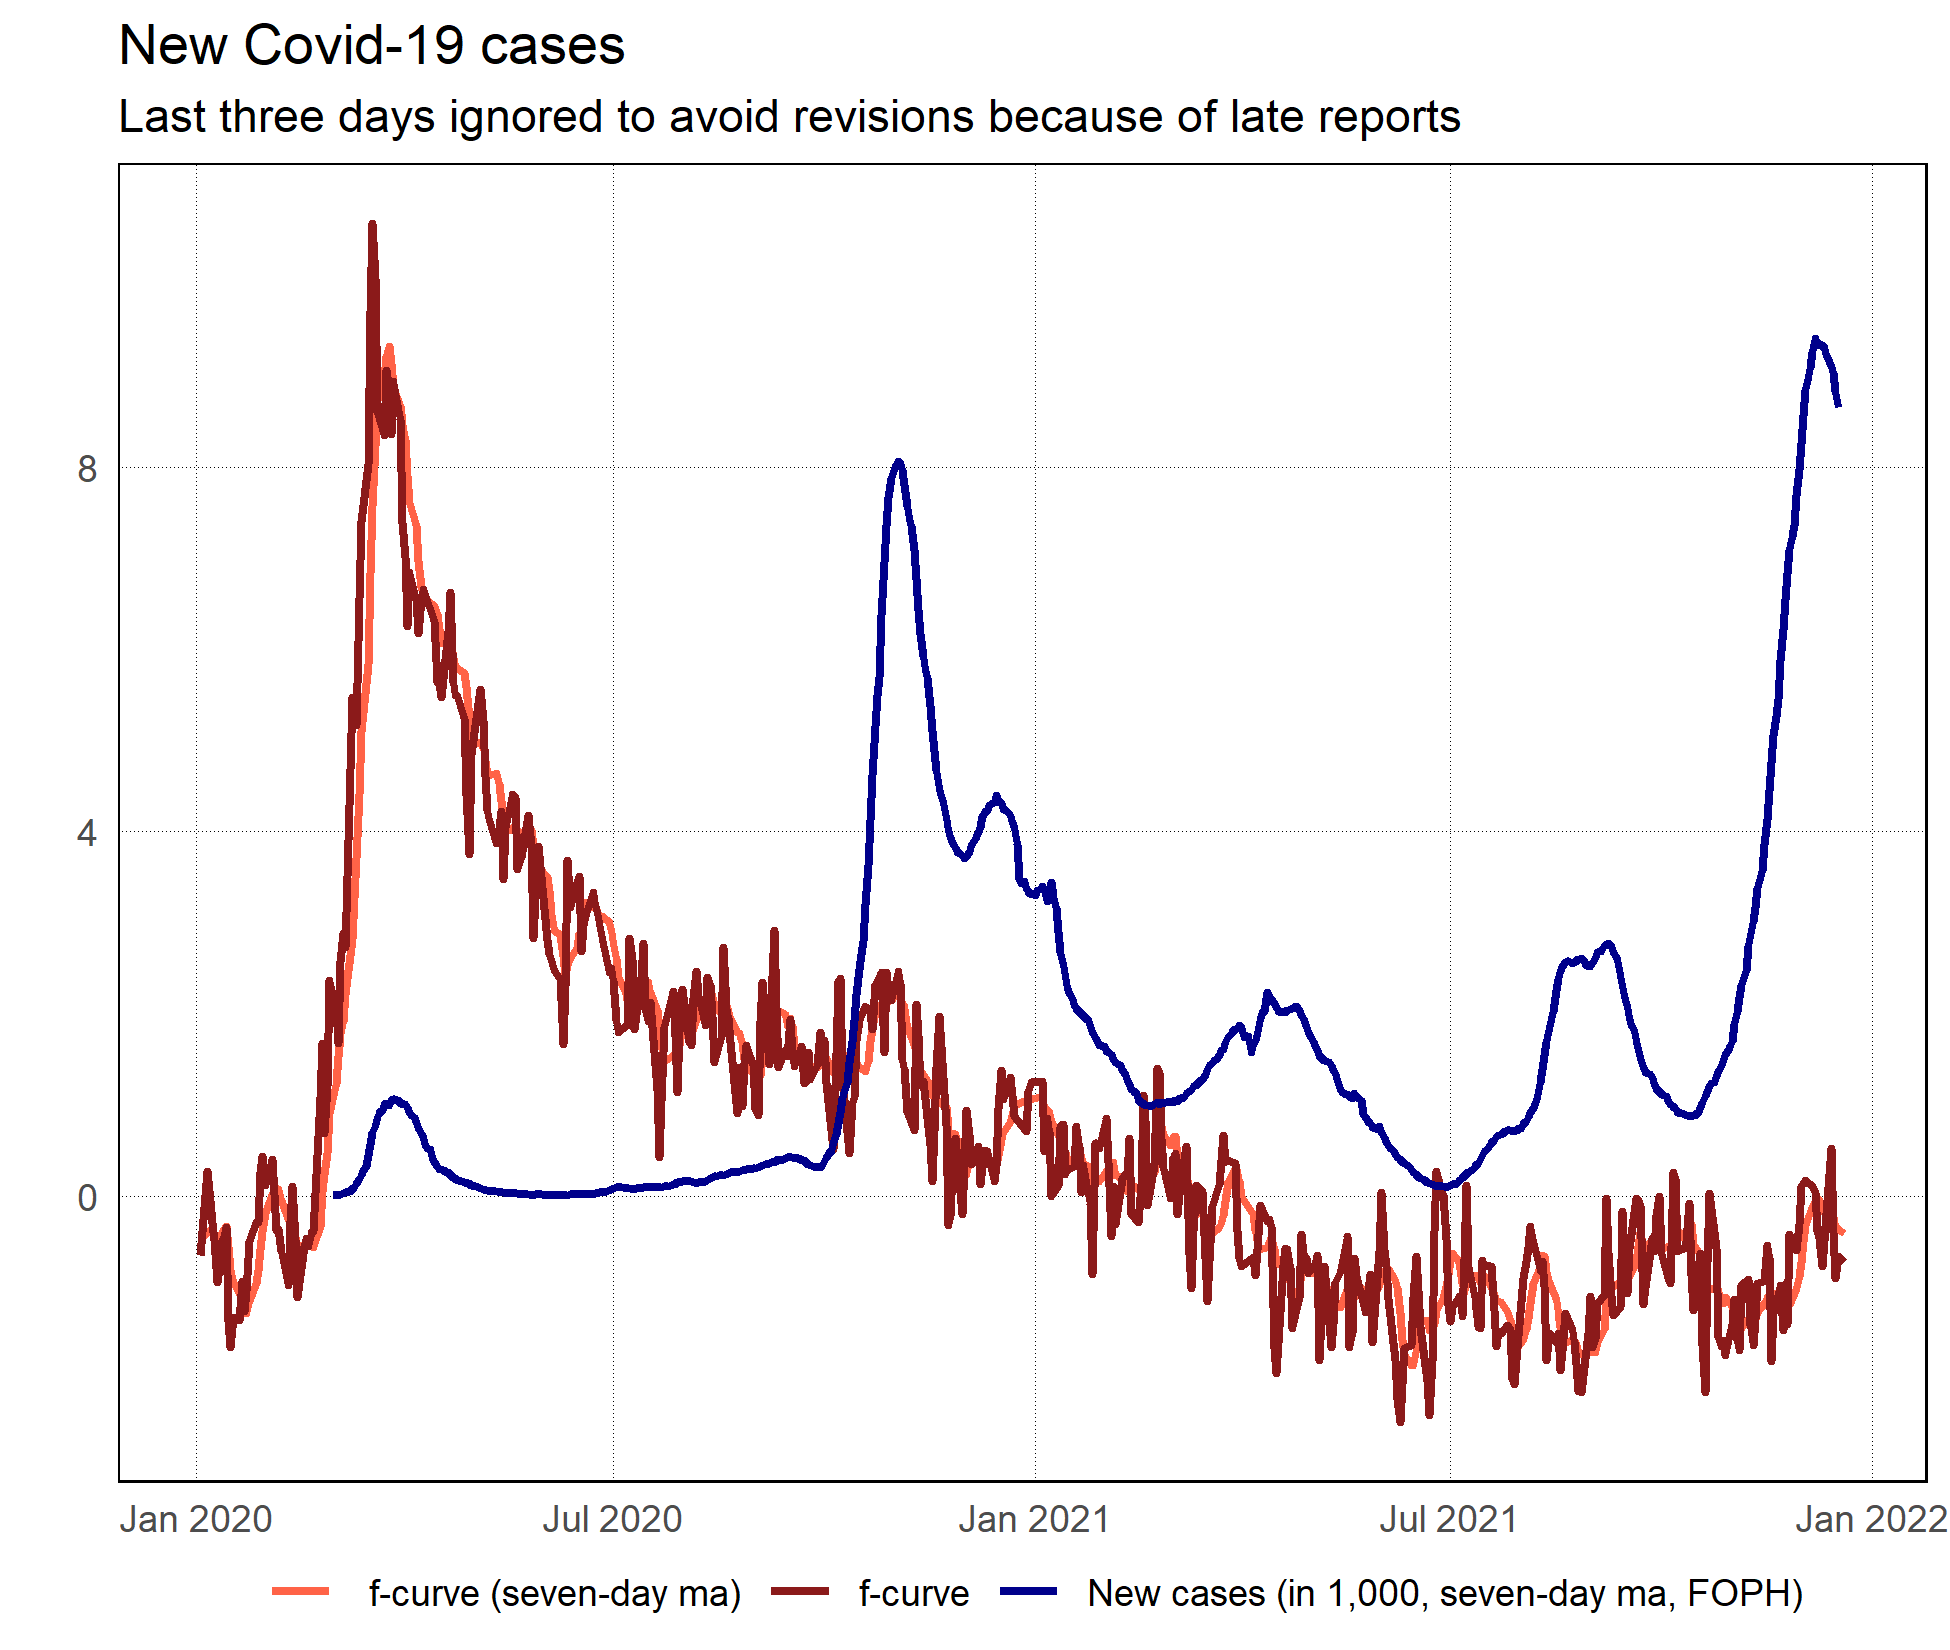 New Covid-19 cases
Last three days ignored to avoid revisions because of late reports
8
4
0
Jan 2020 Jul 2020 Jan 2021 Jul 2021 Jan 2022
f-curve (seven-day ma) f-curve New cases (in 1,000, seven-day ma, FOPH)